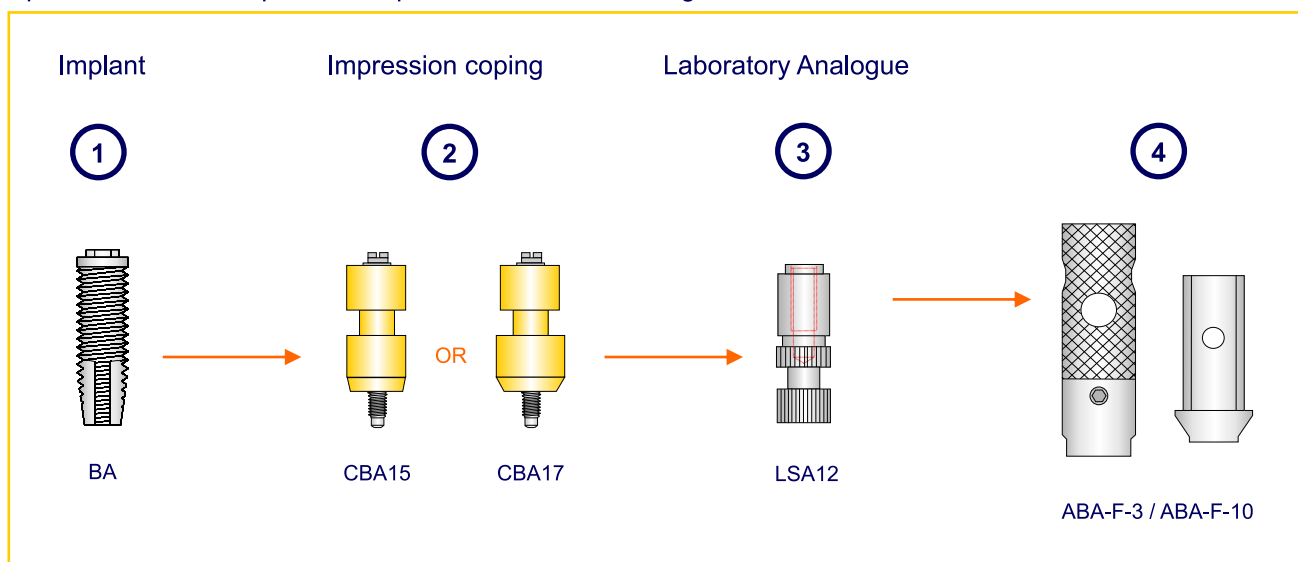 Implant
Impression coping
Laboratory Analogue
1
2
3
4
OR
BA
CBA15
CBA17
LSA12
ABA-F-3 / ABA-F-10